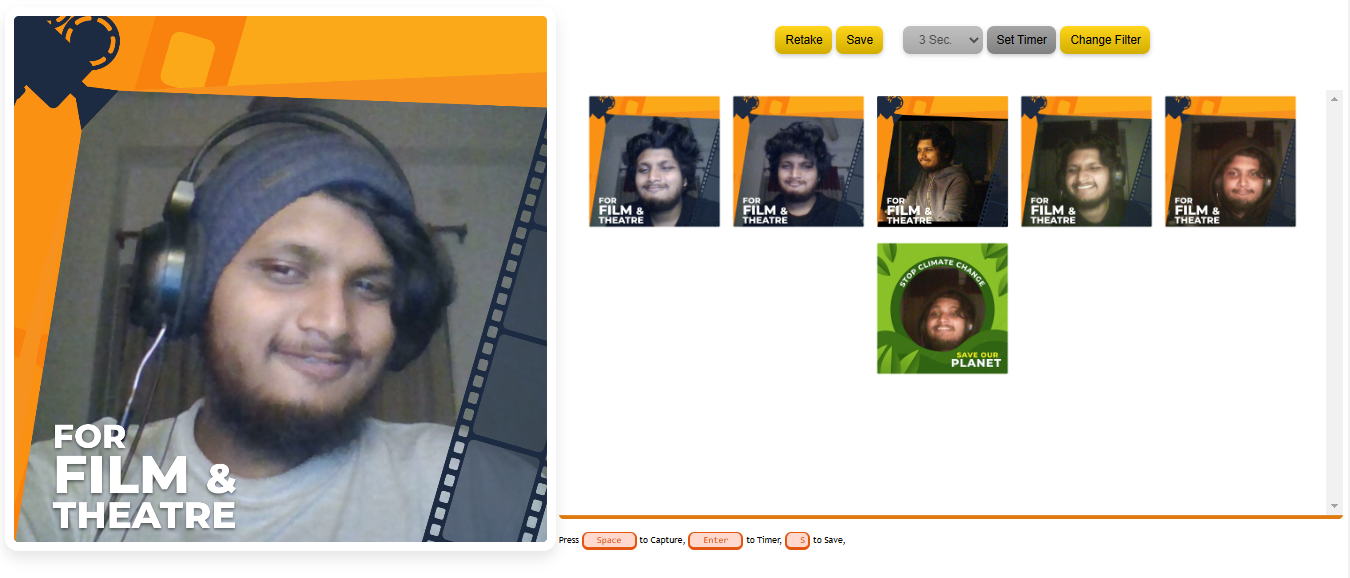 FOR
FILM &
THEATRE
Retake Save 3 Sec. Set Timer Change Filter
FOR
FILM &
THEATRE
FOR
FILM &
THEATRE
FOR
FILM &
THEATRE
FOR
FILM &
THEATRE
FOR
FILM &
THEATRE
STOP CLIMATE CHANGE
SAVE OUR
PLANET
Press Space to Capture, Enter to Timer, S to Save,